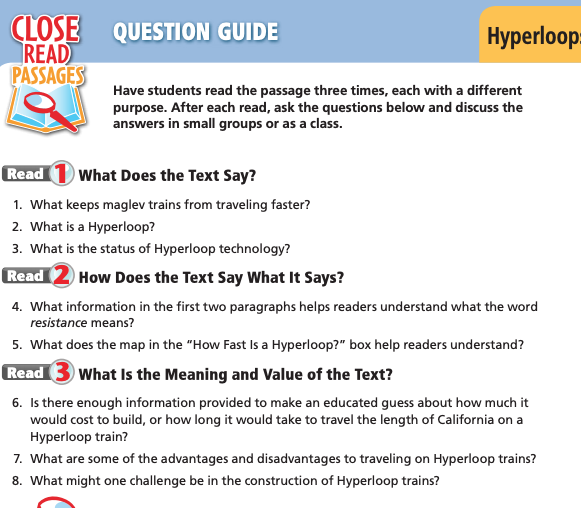 CLOSE
READ
PASSAGES
QUESTION GUIDE
Hyperloop
Have students read the passage three times, each with a different
purpose. After each read, ask the questions below and discuss the
answers in small groups or as a class.
Read 1 What Does the Text Say?
1. What keeps maglev trains from traveling faster?
2. What is a Hyperloop?
3. What is the status of Hyperloop technology?
Read 2 How Does the Text Say What It Says?
4. What information in the first two paragraphs helps readers understand what the word
resistance means?
5. What does the map in the “How Fast Is a Hyperloop?” box help readers understand?
Read 3 What Is the Meaning and Value of the Text?
6. Is there enough information provided to make an educated guess about how much it
would cost to build, or how long it would take to travel the length of California on a
Hyperloop train?
7. What are some of the advantages and disadvantages to traveling on Hyperloop trains?
8. What might one challenge be in the construction of Hyperloop trains?